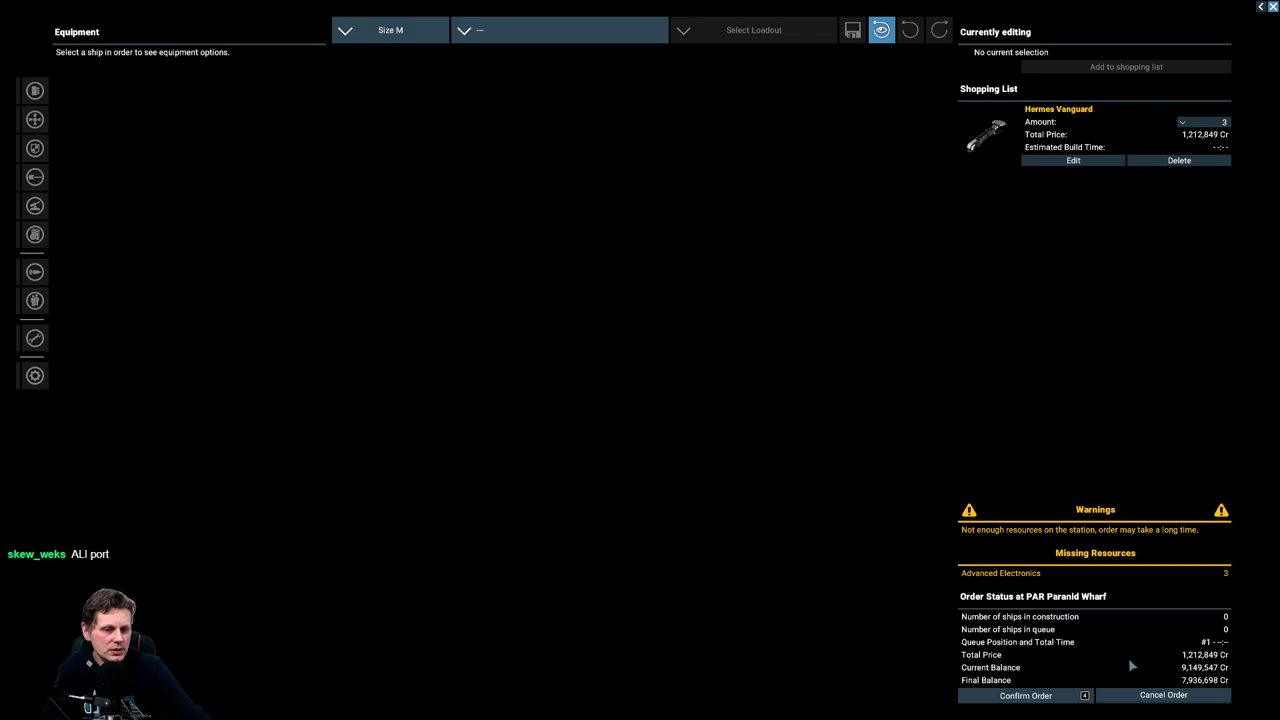 Equipment
Select a ship in order to see equipment options.
Size M
---
Select Loadout
Currently editing
No current selection
Add to shopping list
Shopping List
Hermes Vanguard
Amount: 3
Total Price: 1,212,849 Cr
Estimated Build Time: --:--
Edit
Delete
Warnings
Not enough resources on the station, order may take a long time.
Missing Resources
Advanced Electronics 3
Order Status at PAR Paranid Wharf
Number of ships in construction 0
Number of ships in queue 0
Queue Position and Total Time #1 --:--
Total Price 1,212,849 Cr
Current Balance 9,149,547 Cr
Final Balance 7,936,698 Cr
Confirm Order 4
Cancel Order
skew_weks ALI port